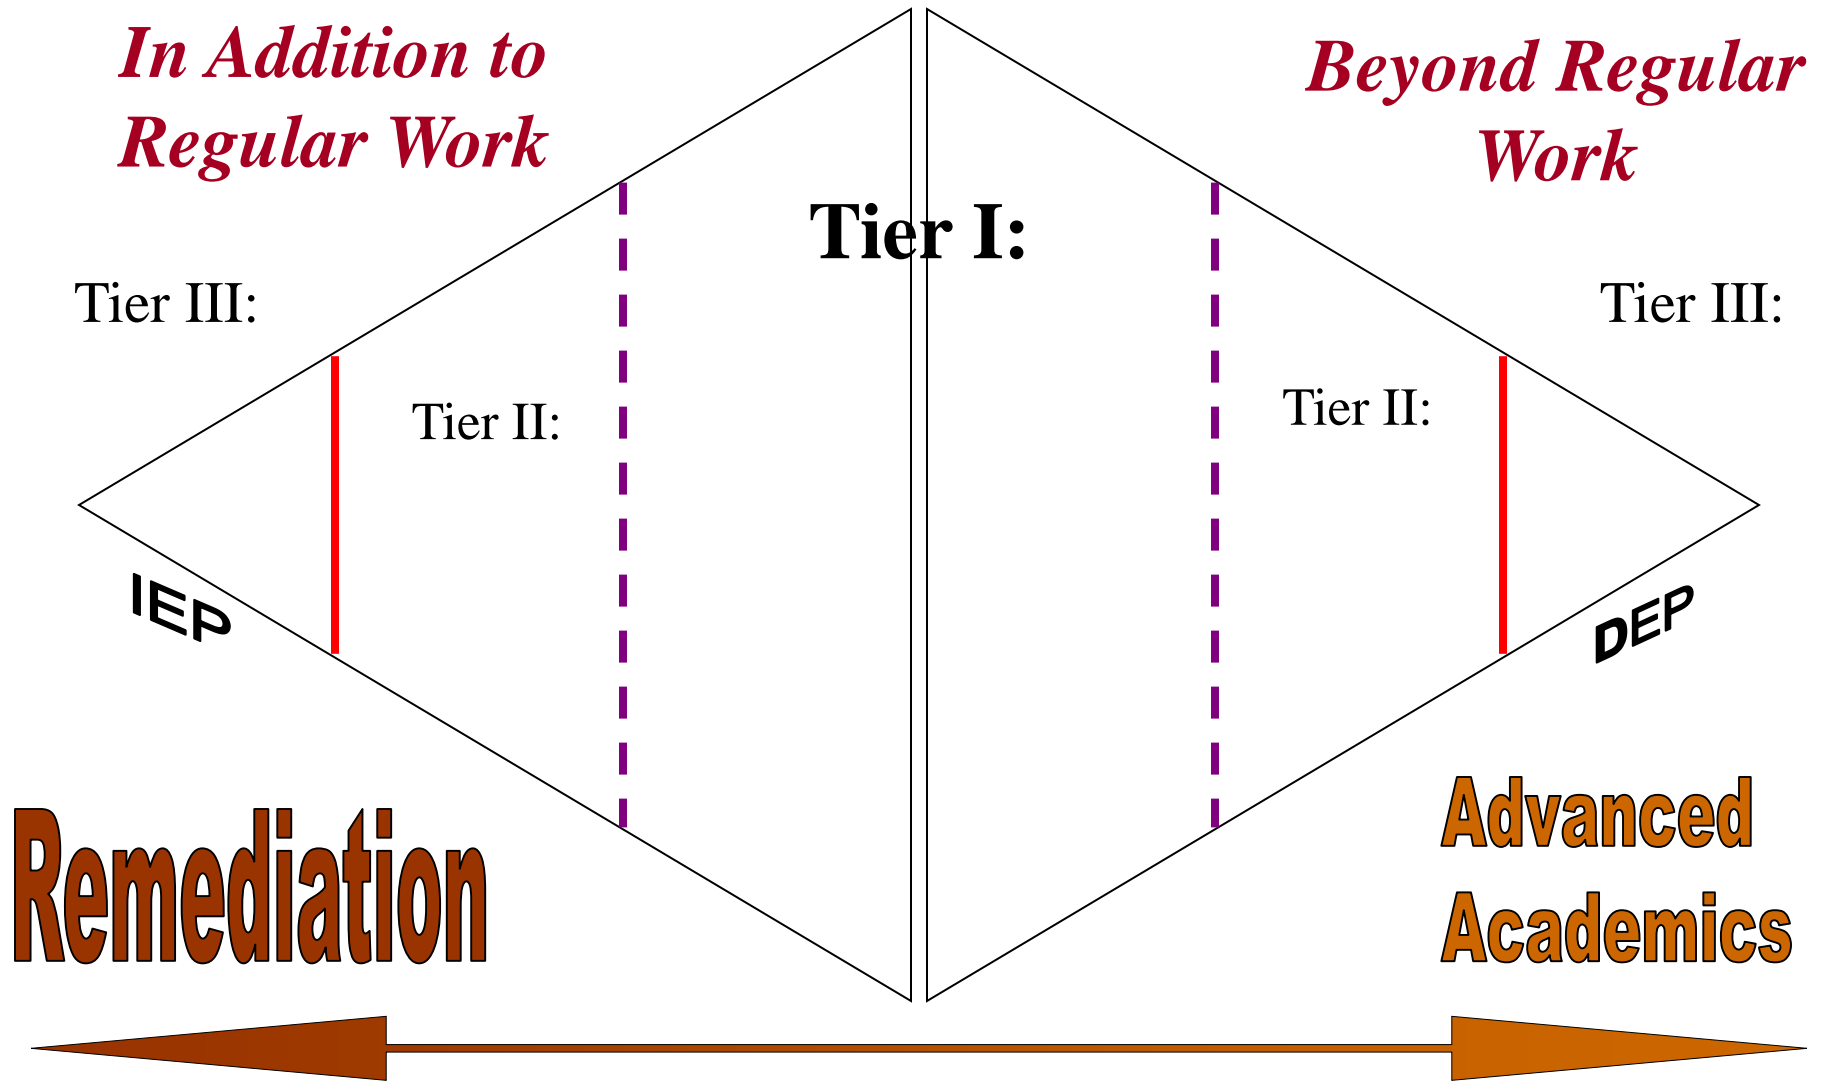 In Addition to
Regular Work
Beyond Regular
Work
Tier I:
Tier III:
Tier III:
Tier II:
Tier II:
IEP
DEP
Remediation
Advanced
Academics